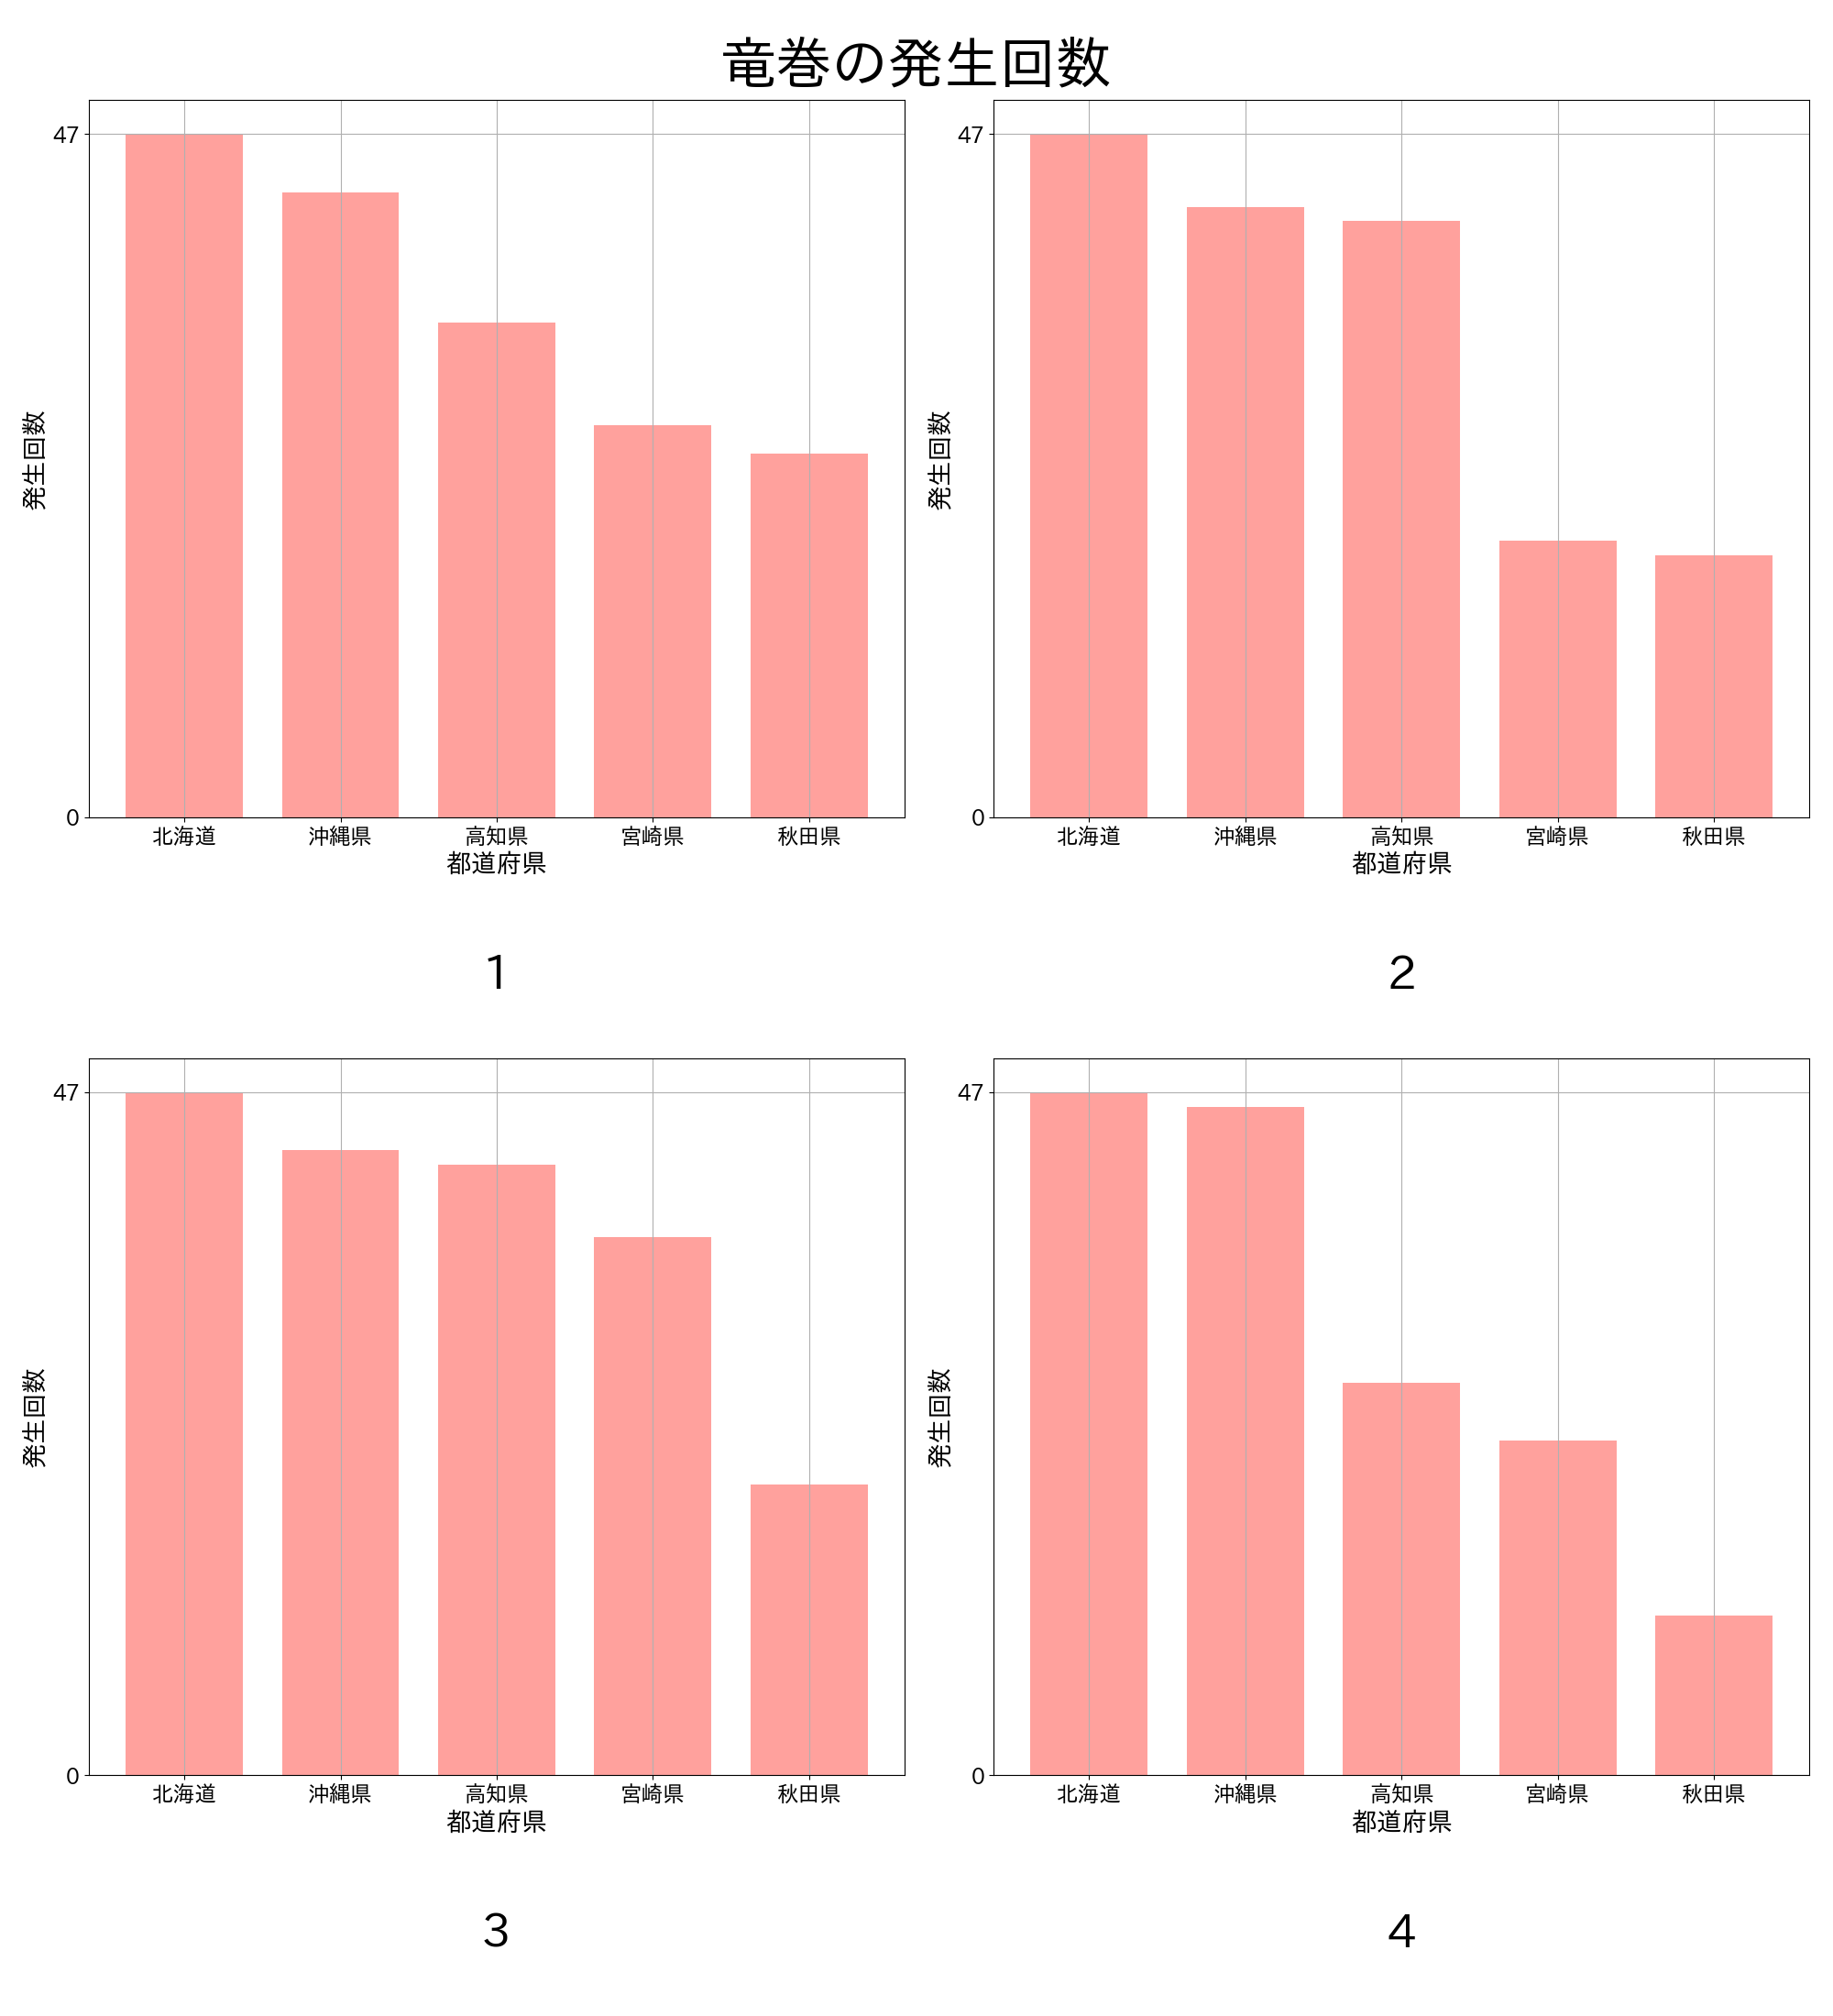 竜巻の発生回数
47
0
発生回数
北海道 沖縄県 高知県 宮崎県 秋田県
都道府県
1
47
0
発生回数
北海道 沖縄県 高知県 宮崎県 秋田県
都道府県
2
47
0
発生回数
北海道 沖縄県 高知県 宮崎県 秋田県
都道府県
3
47
0
発生回数
北海道 沖縄県 高知県 宮崎県 秋田県
都道府県
4